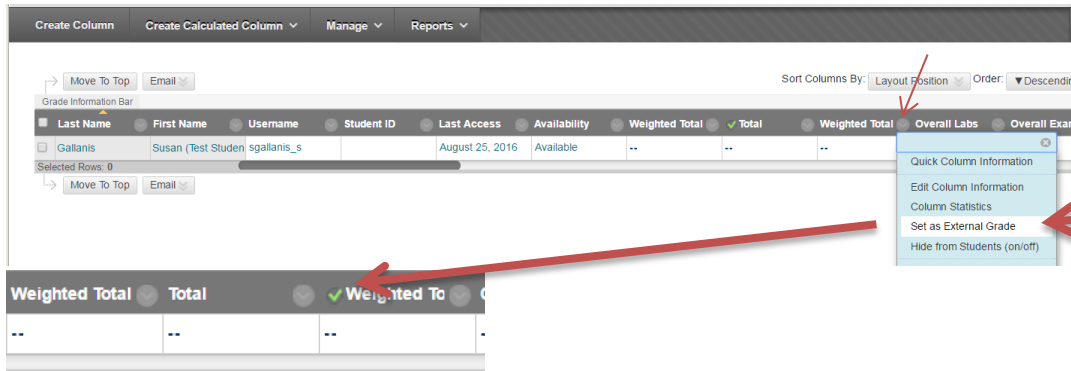 Create Column Create Calculated Column Manage Reports
Move To Top Email Sort Columns By: Layout Position Order: ▼Descendin
Grade Information Bar
Last Name First Name Username Student ID Last Access Availability Weighted Total Total Weighted Total Overall Labs Overall Exa
Gallanis Susan (Test Studen sgallanis_s August 25, 2016 Available -- -- --
Selected Rows: 0
Move To Top Email
Quick Column Information
Edit Column Information
Column Statistics
Set as External Grade
Hide from Students (on/off)
Weighted Total Total Weighted To
-- -- --